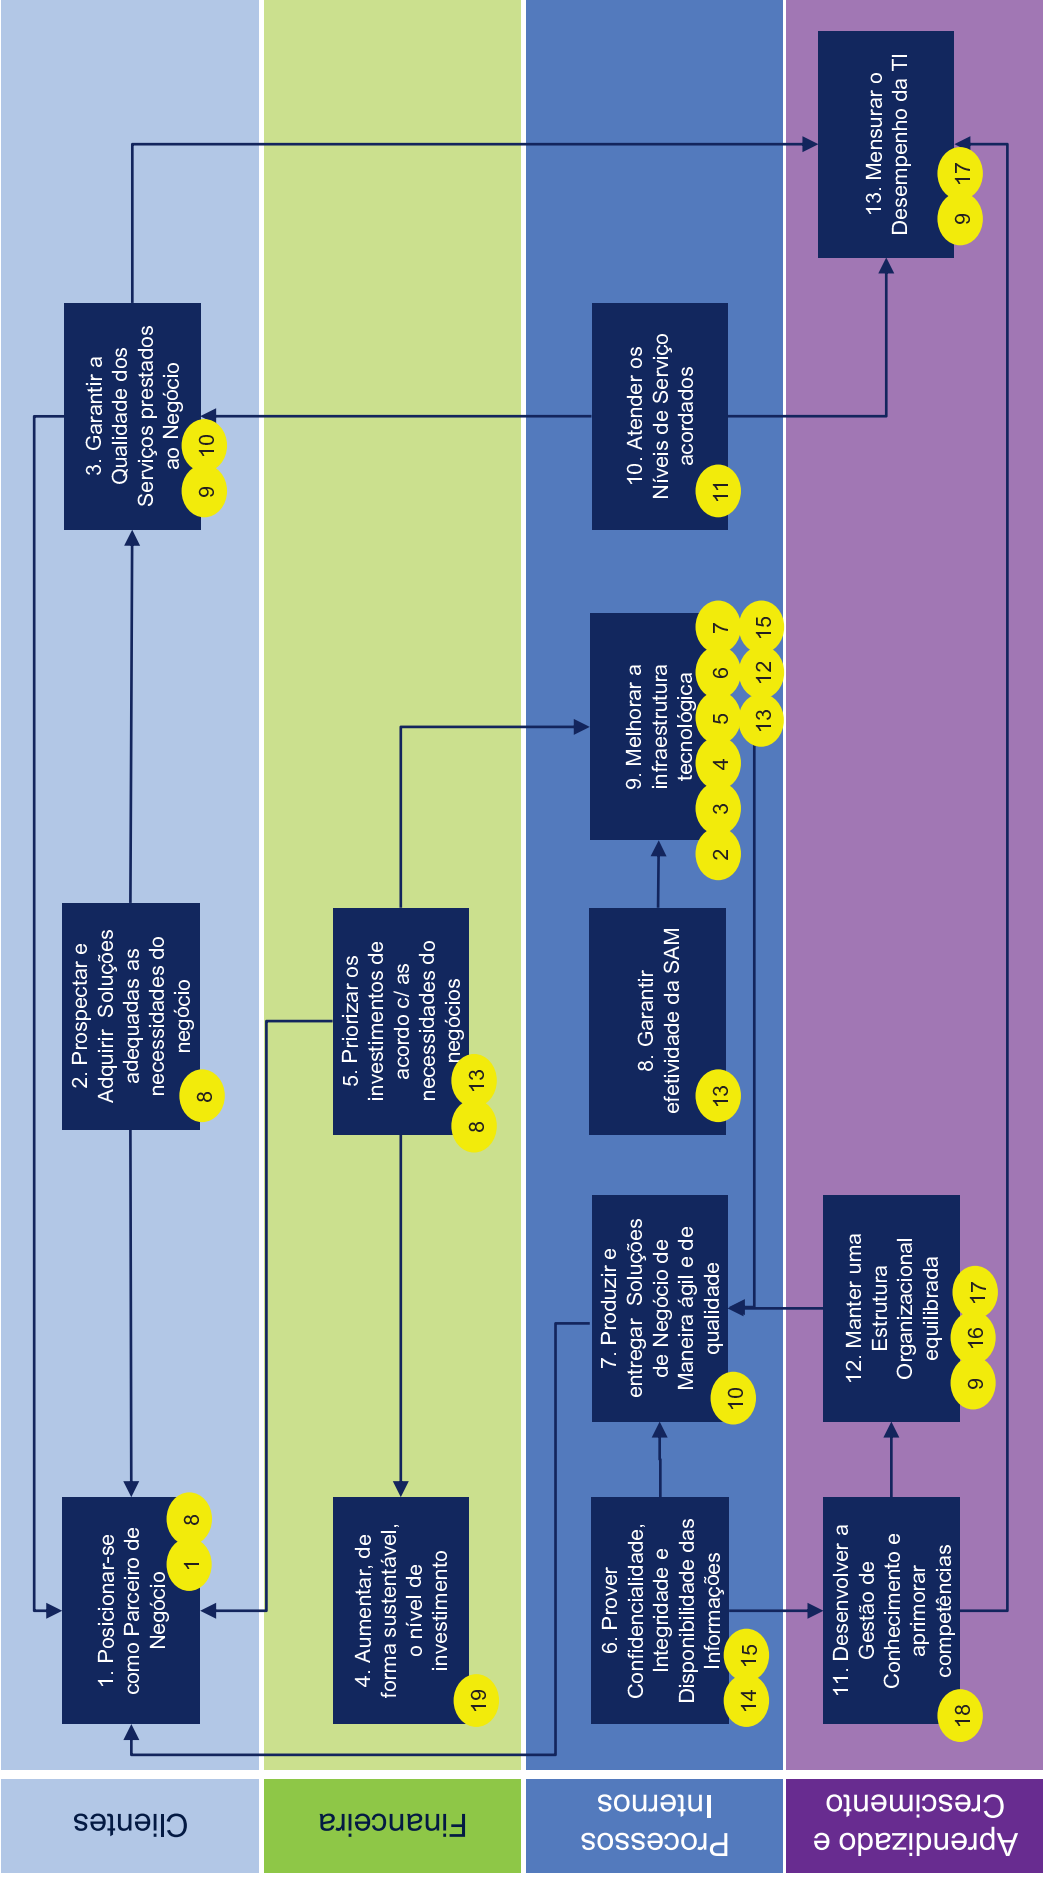 Clientes
1. Posicionar-se
como Parceiro de
Negócio
1
8
2. Prospectar e
Adquirir Soluções
adequadas as
necessidades do
negócio
8
3. Garantir a
Qualidade dos
Serviços prestados
ao Negócio
9
10
Financeira
4. Aumentar, de
forma sustentável,
o nível de
investimento
19
5. Priorizar os
investimentos de
acordo c/ as
necessidades do
negócios
8
13
Processos
Internos
6. Prover
Confidencialidade,
Integridade e
Disponibilidade das
Informações
14
15
7. Produzir e
entregar Soluções
de Negócio de
Maneira ágil e de
qualidade
10
8. Garantir
efetividade da SAM
13
9. Melhorar a
infraestrutura
tecnológica
2
3
4
5
6
7
13
12
15
10. Atender os
Níveis de Serviço
acordados
11
Aprendizado e
Crescimento
11. Desenvolver a
Gestão de
Conhecimento e
aprimorar
competências
18
12. Manter uma
Estrutura
Organizacional
equilibrada
9
16
17
13. Mensurar o
Desempenho da TI
9
17